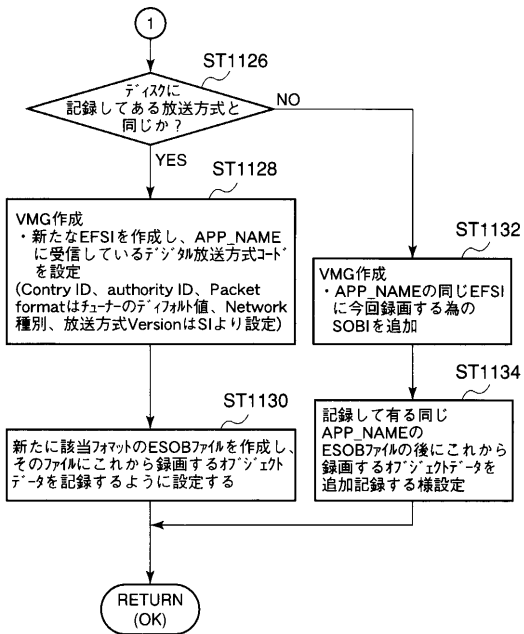 1
ST1126
ディスクに
記録してある放送方式と
同じか？
NO
YES
ST1128
VMG作成
・新たなEFSIを作成し、APP_NAME
に受信しているデジタル放送方式コード
を設定
(Contry ID、authority ID、Packet
formatはチューナーのディフォルト値、Network
種別、放送方式VersionはSIより設定)
ST1132
VMG作成
・APP_NAMEの同じEFSI
に今回録画する為の
SOBIを追加
ST1130
新たに該当フォマットのESOBファイルを作成し、
そのファイルにこれから録画するオブジェクト
データを記録するように設定する
ST1134
記録して有る同じ
APP_NAMEの
ESOBファイルの後にこれから
録画するオブジェクトデータを
追加記録する様設定
RETURN
(OK)